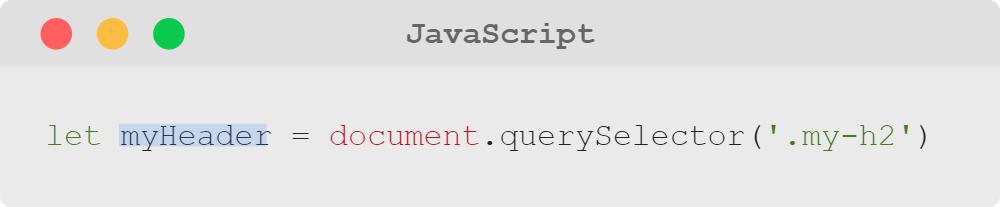 JavaScript
let myHeader = document.querySelector('.my-h2')